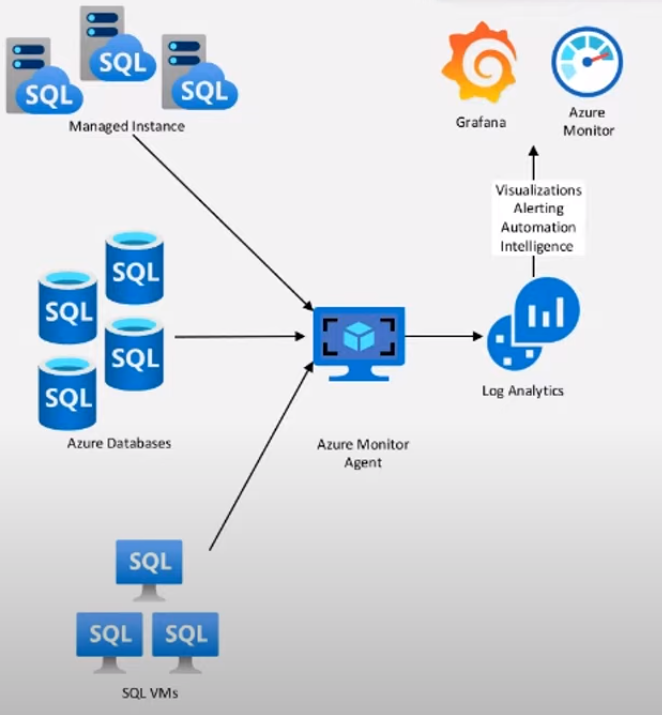 SQL
SQL
SQL
Managed Instance
Grafana
Azure
Monitor
Visualizations
Alerting
Automation
Intelligence
SQL
SQL
SQL
SQL
Azure Databases
Azure Monitor
Agent
Log Analytics
SQL
SQL
SQL
SQL VMs